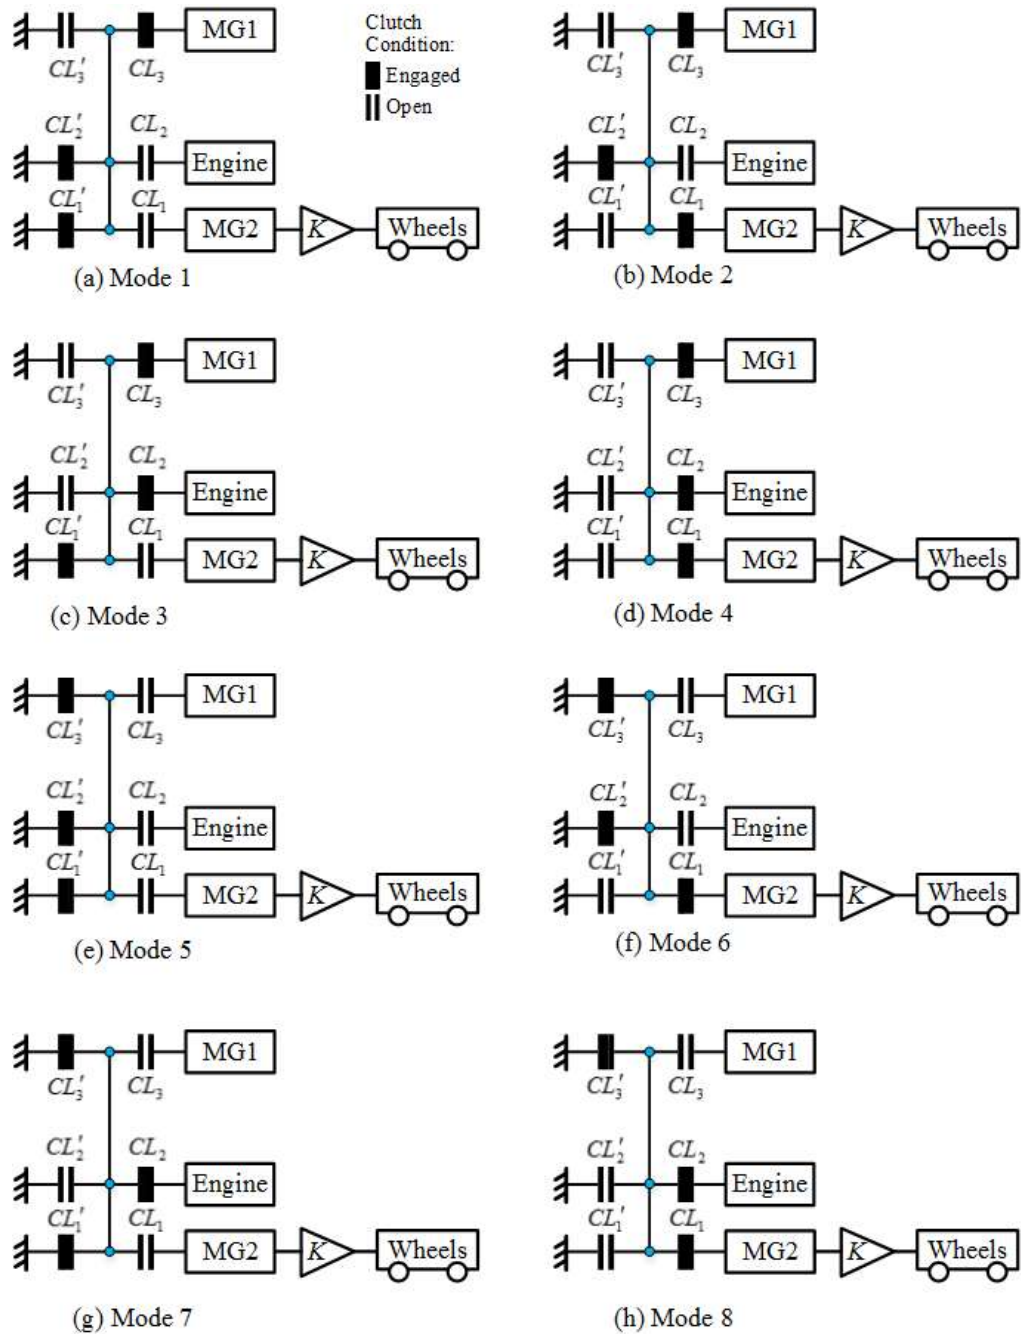 Clutch
Condition:
Engaged
Open
MG1
CL₃′ CL₃
CL₂′ CL₂
Engine
CL₁′ CL₁
MG2 K Wheels
(a) Mode 1
MG1
CL₃′ CL₃
CL₂′ CL₂
Engine
CL₁′ CL₁
MG2 K Wheels
(b) Mode 2
MG1
CL₃′ CL₃
CL₂′ CL₂
Engine
CL₁′ CL₁
MG2 K Wheels
(c) Mode 3
MG1
CL₃′ CL₃
CL₂′ CL₂
Engine
CL₁′ CL₁
MG2 K Wheels
(d) Mode 4
MG1
CL₃′ CL₃
CL₂′ CL₂
Engine
CL₁′ CL₁
MG2 K Wheels
(e) Mode 5
MG1
CL₃′ CL₃
CL₂′ CL₂
Engine
CL₁′ CL₁
MG2 K Wheels
(f) Mode 6
MG1
CL₃′ CL₃
CL₂′ CL₂
Engine
CL₁′ CL₁
MG2 K Wheels
(g) Mode 7
MG1
CL₃′ CL₃
CL₂′ CL₂
Engine
CL₁′ CL₁
MG2 K Wheels
(h) Mode 8